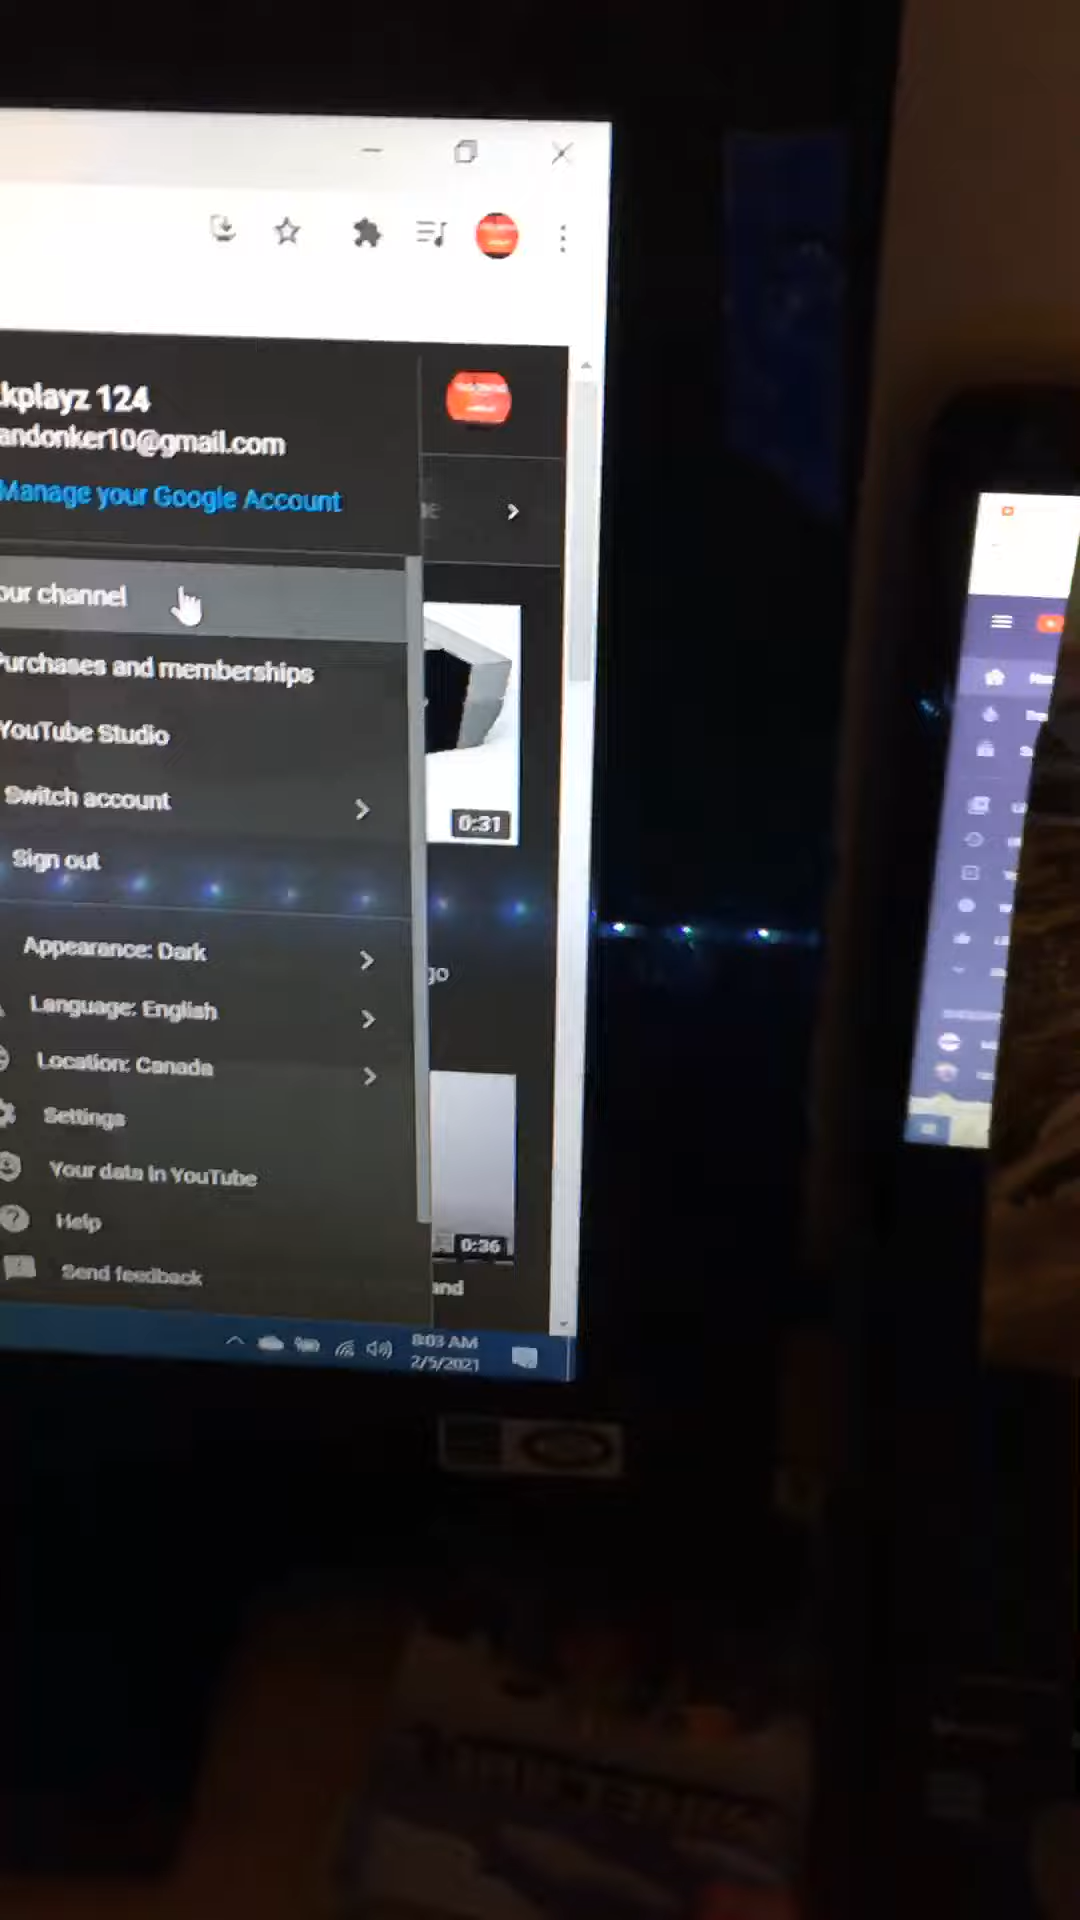 kplayz 124
andonker10@gmail.com
Manage your Google Account
our channel
Purchases and memberships
YouTube Studio
0:31
Switch account
Sign out
Appearance: Dark
go
Language: English
Location: Canada
Settings
Your data in YouTube
Help
0:36
Send feedback
and
8:03 AM
2/5/2021